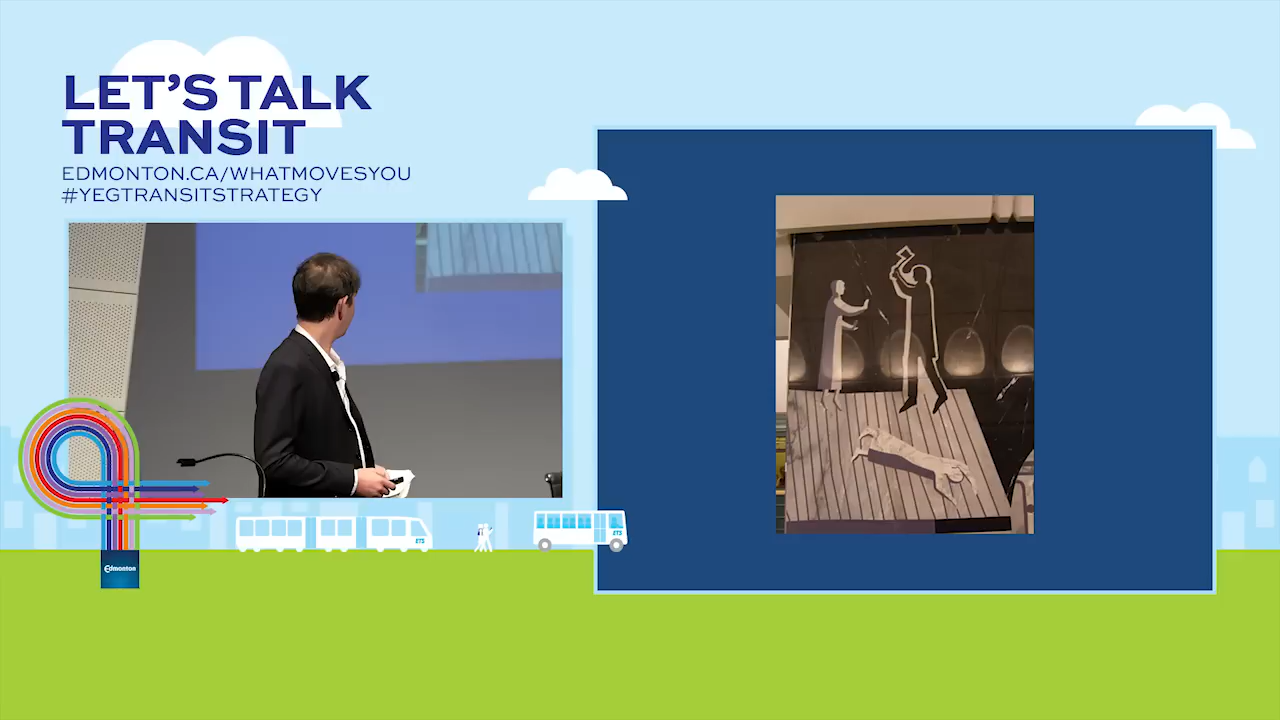 LET'S TALK
TRANSIT
EDMONTON.CA/WHATMOVESYOU
#YEGTRANSITSTRATEGY
ETS
ETS
Edmonton